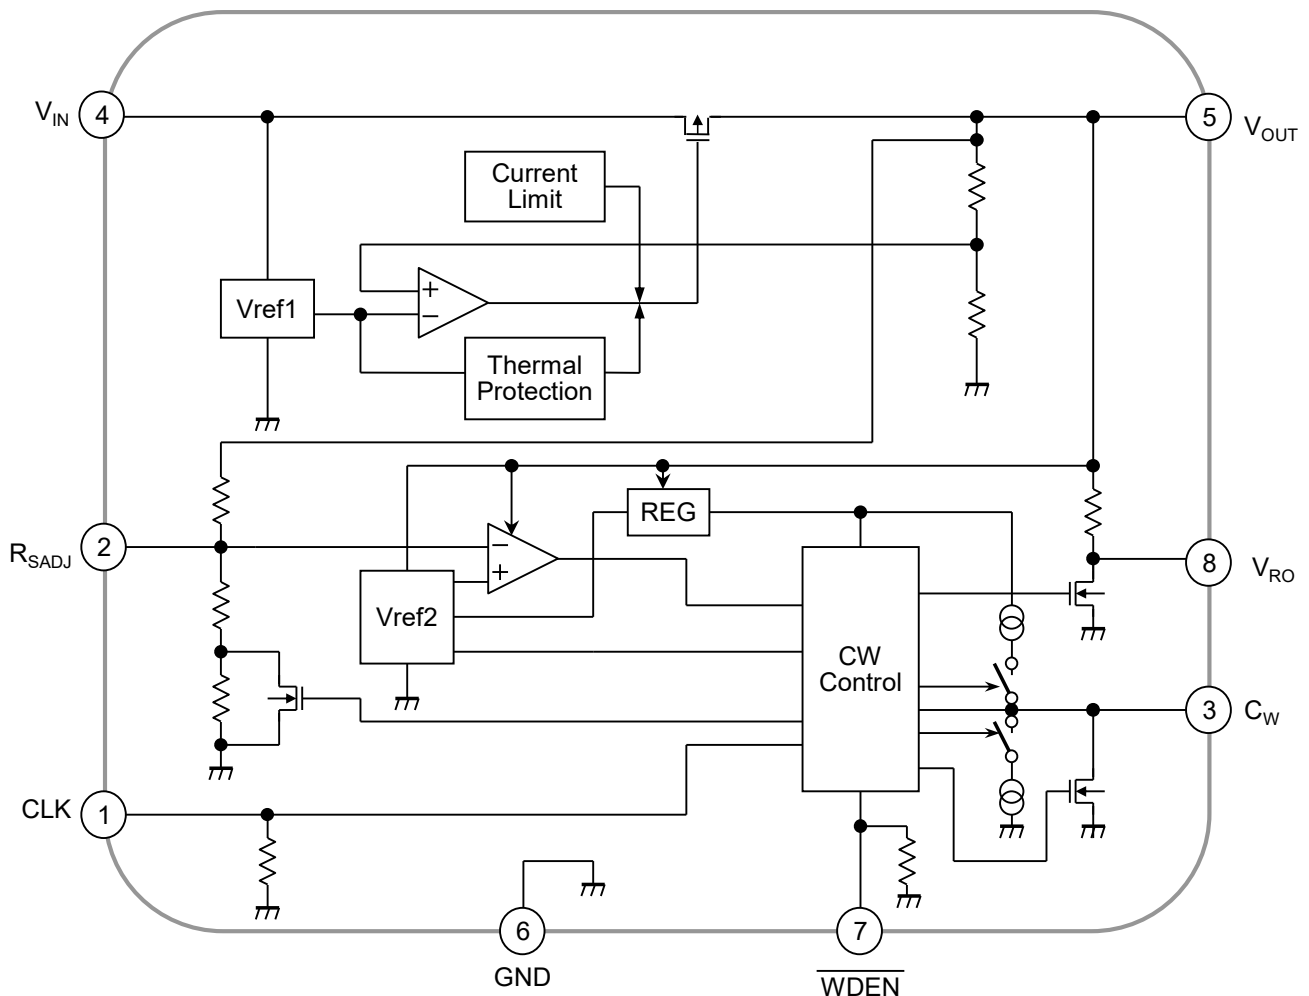 4
V_IN
5
V_OUT
Current
Limit
+
−
Vref1
Thermal
Protection
REG
2
R_SADJ
−
+
8
V_RO
Vref2
CW
Control
3
C_W
1
CLK
6
GND
7
W̅D̅E̅N̅